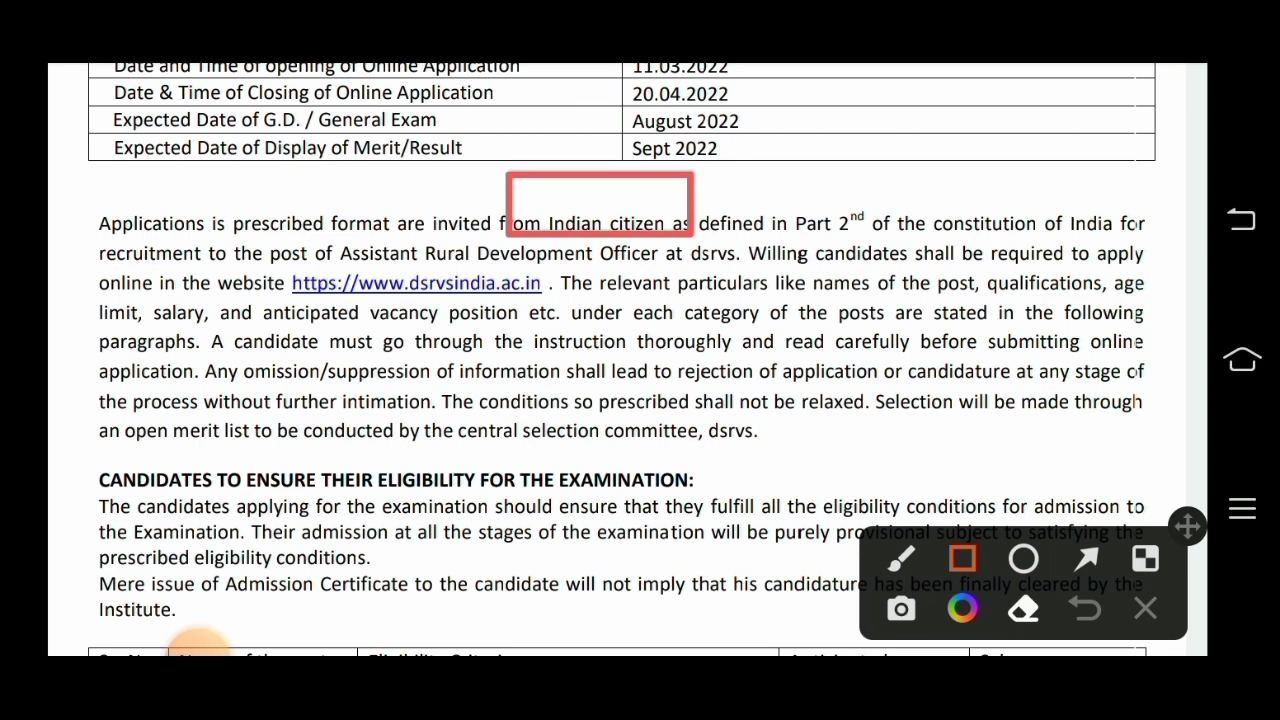 Date and Time of opening of Online Application 11.03.2022
Date & Time of Closing of Online Application 20.04.2022
Expected Date of G.D. / General Exam August 2022
Expected Date of Display of Merit/Result Sept 2022
Applications is prescribed format are invited from Indian citizen as defined in Part 2nd of the constitution of India for
recruitment to the post of Assistant Rural Development Officer at dsrvs. Willing candidates shall be required to apply
online in the website https://www.dsrvsindia.ac.in . The relevant particulars like names of the post, qualifications, age
limit, salary, and anticipated vacancy position etc. under each category of the posts are stated in the following
paragraphs. A candidate must go through the instruction thoroughly and read carefully before submitting online
application. Any omission/suppression of information shall lead to rejection of application or candidature at any stage of
the process without further intimation. The conditions so prescribed shall not be relaxed. Selection will be made through
an open merit list to be conducted by the central selection committee, dsrvs.
CANDIDATES TO ENSURE THEIR ELIGIBILITY FOR THE EXAMINATION:
The candidates applying for the examination should ensure that they fulfill all the eligibility conditions for admission to
the Examination. Their admission at all the stages of the examination will be purely provisional subject to satisfying the
prescribed eligibility conditions.
Mere issue of Admission Certificate to the candidate will not imply that his candidature has been finally cleared by the
Institute.